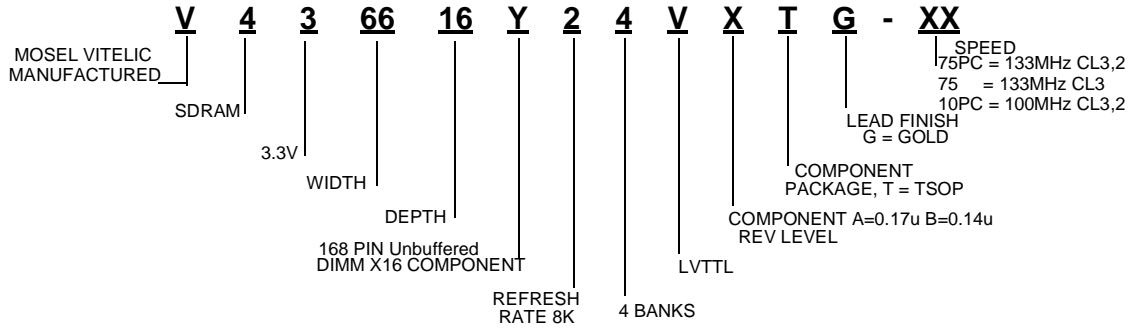 V 4 3 66 16 Y 2 4 V X T G - XX
MOSEL VITELIC
MANUFACTURED
SDRAM
3.3V
WIDTH
DEPTH
168 PIN Unbuffered
DIMM X16 COMPONENT
REFRESH
RATE 8K
4 BANKS
LVTTL
COMPONENT A=0.17u B=0.14u
REV LEVEL
COMPONENT
PACKAGE, T = TSOP
LEAD FINISH
G = GOLD
SPEED
75PC = 133MHz CL3,2
75 = 133MHz CL3
10PC = 100MHz CL3,2